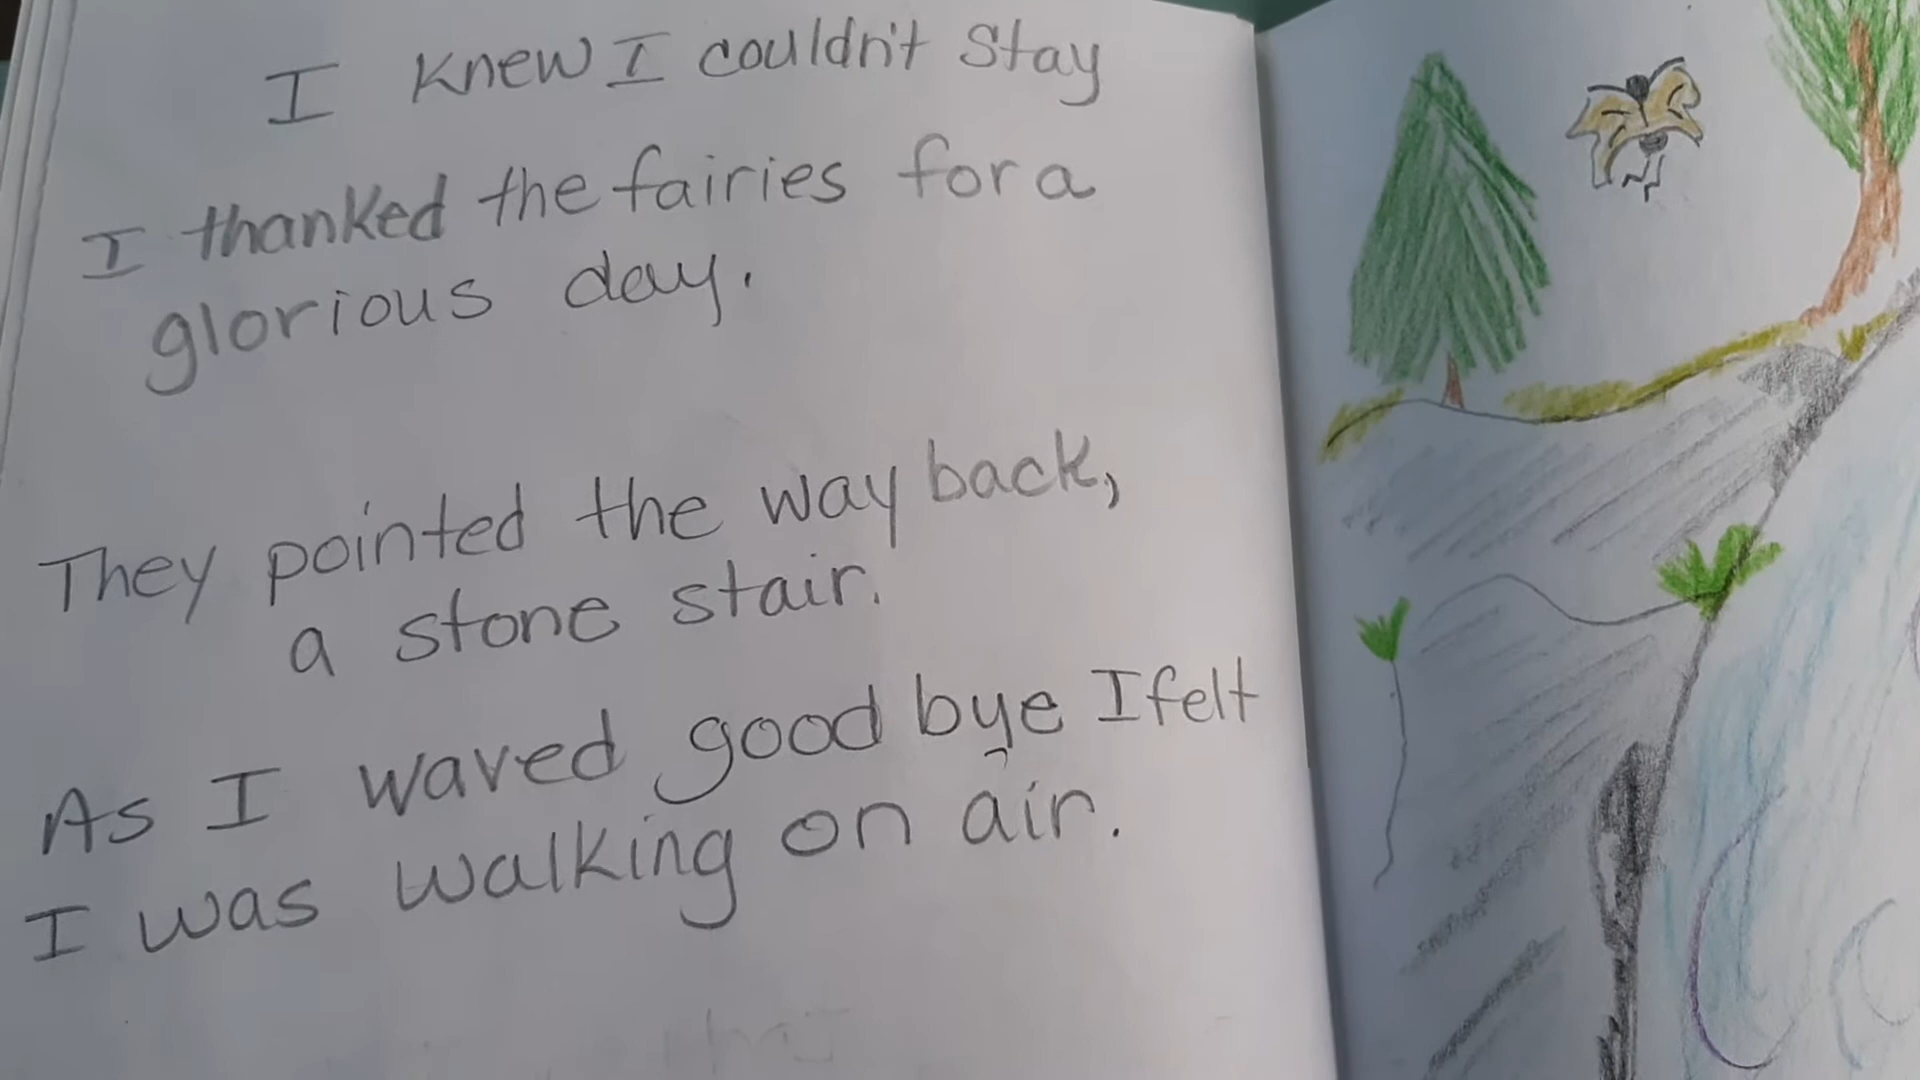 I knew I couldn't stay
I thanked the fairies for a
glorious day.
They pointed the way back,
a stone stair.
As I waved good bye I felt
I was walking on air.